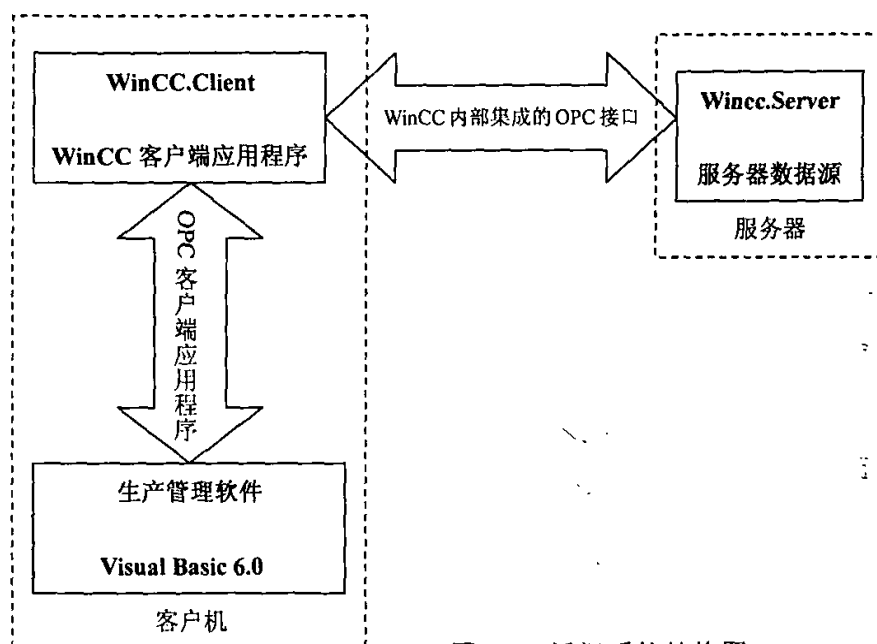 WinCC.Client
WinCC 客户端应用程序
WinCC 内部集成的 OPC 接口
Wincc.Server
服务器数据源
服务器
OPC 客户端应用程序
生产管理软件
Visual Basic 6.0
客户机